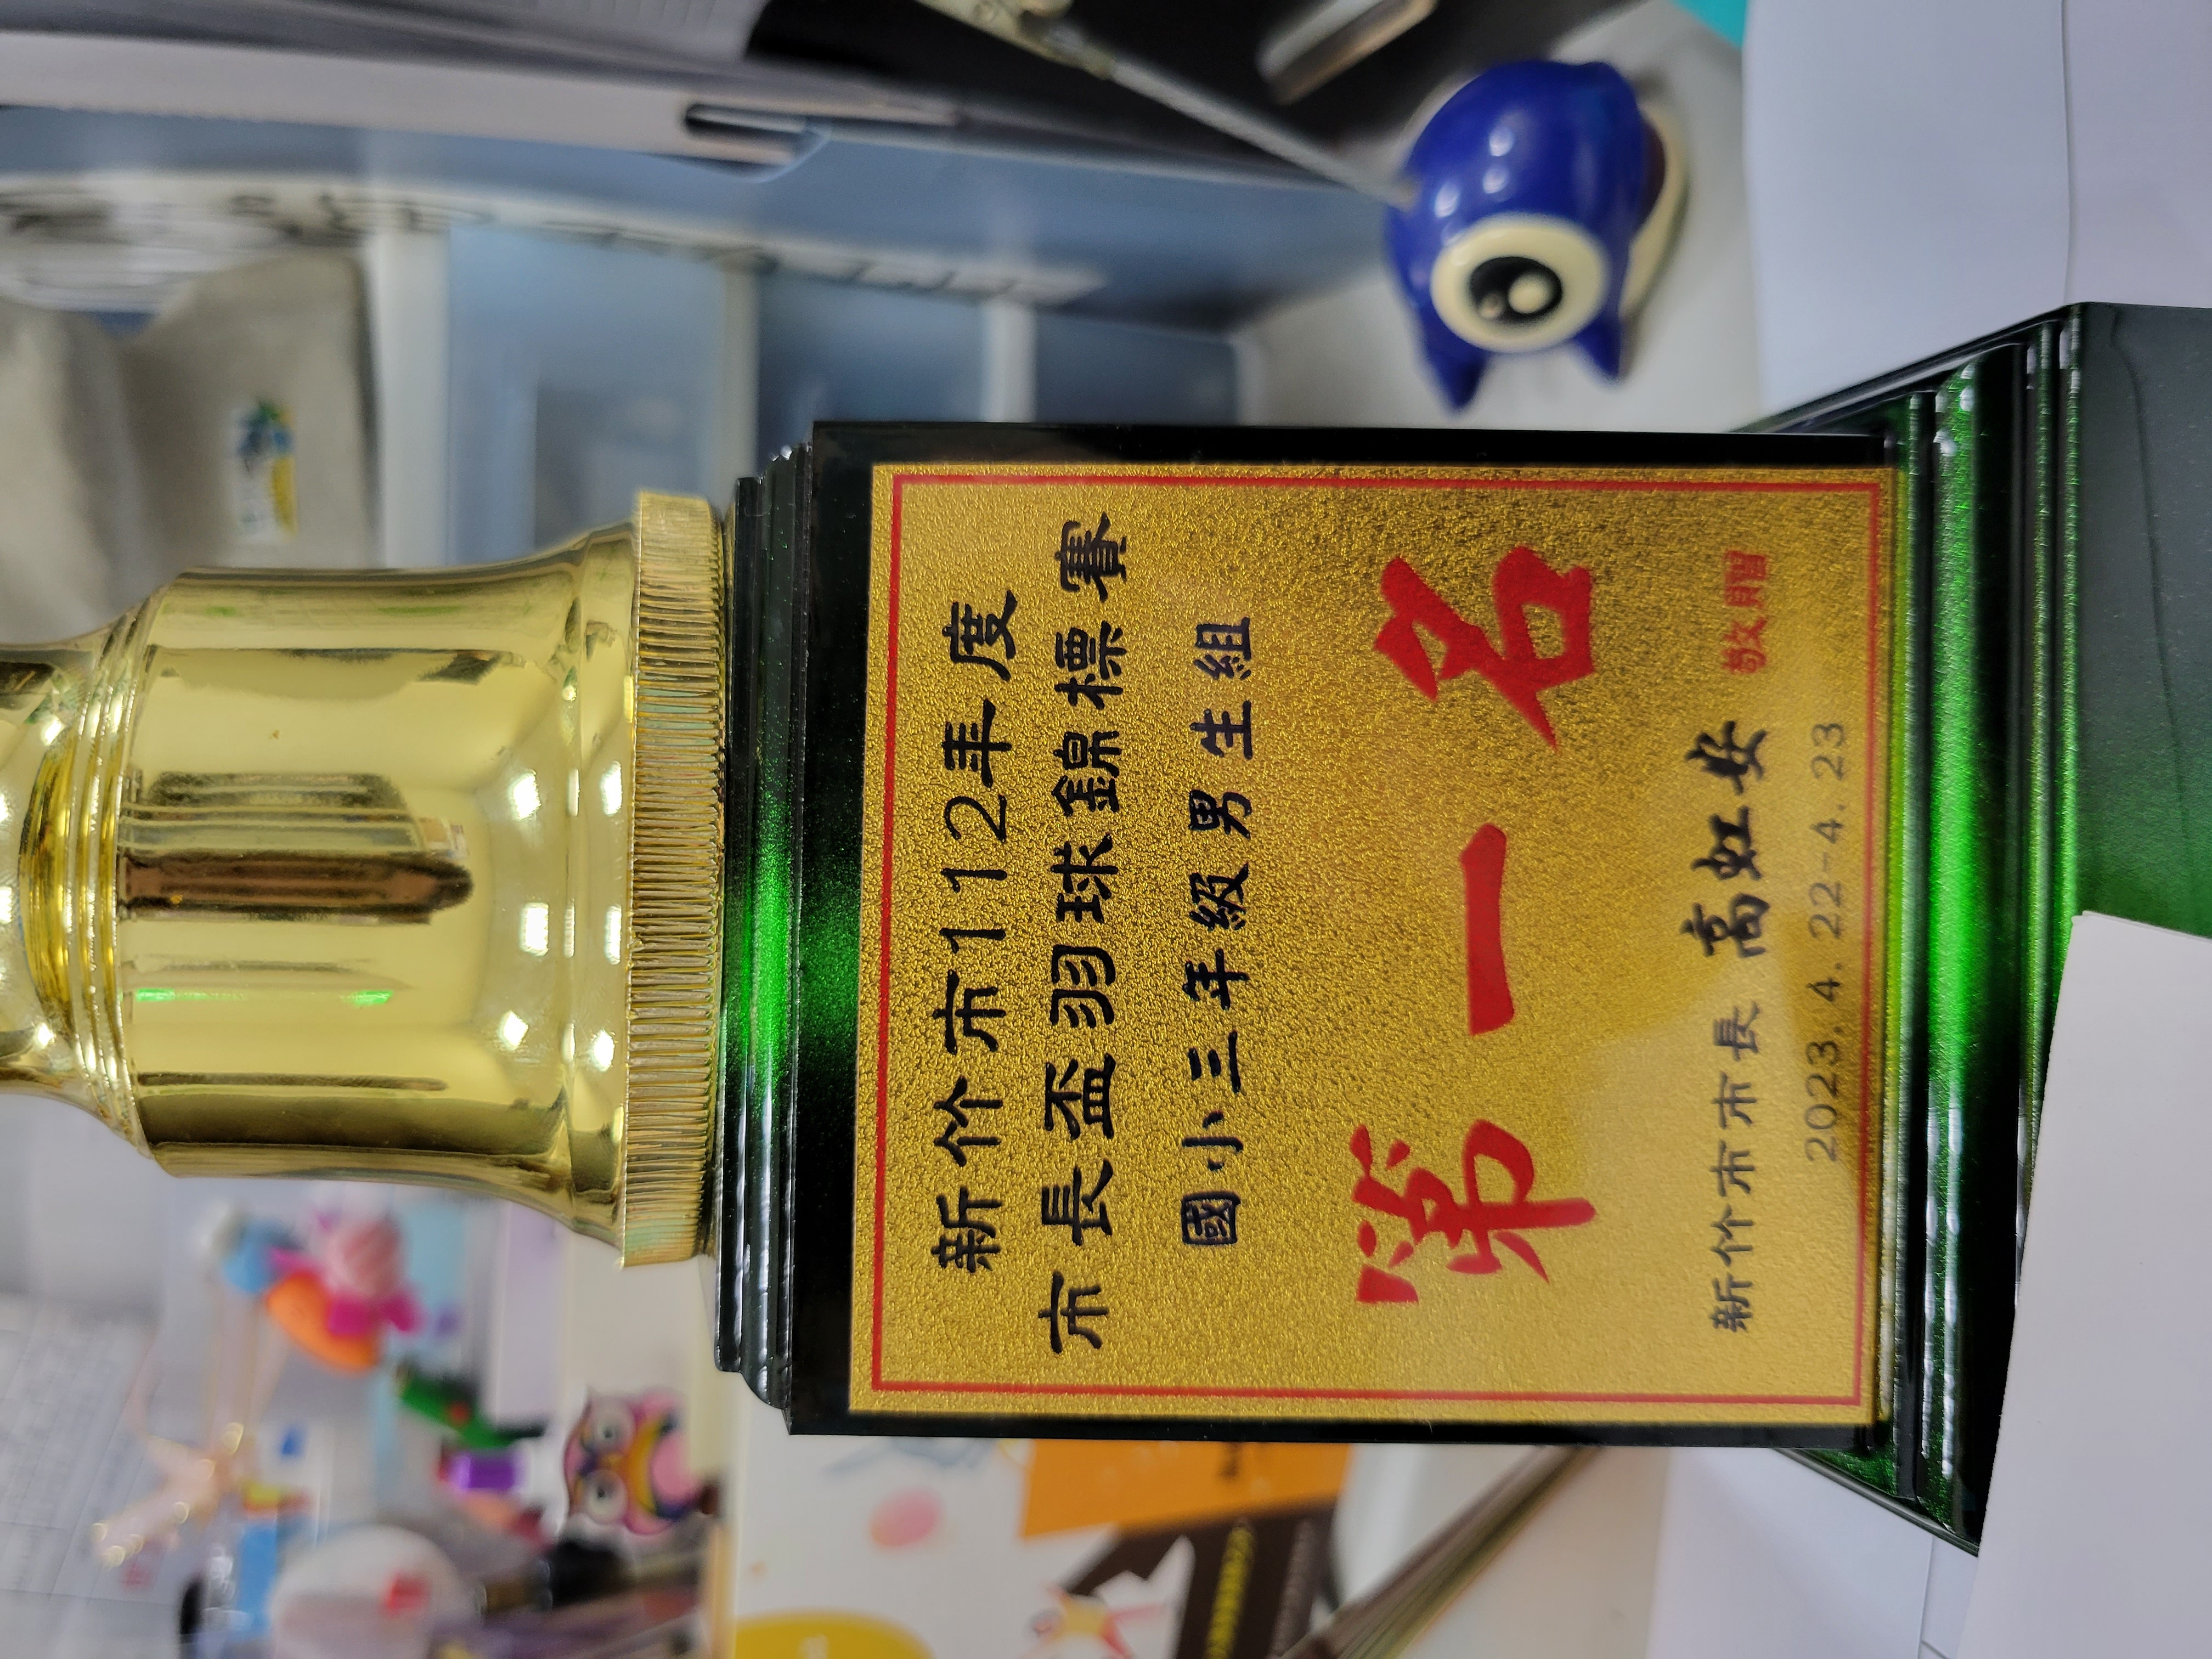 新竹市112年度
市長盃羽球錦標賽
國小三年級男生組
第一名
新竹市市長 高虹安 敬贈
2023.4.22-4.23